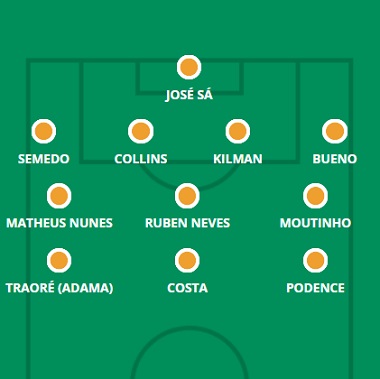 JOSÉ SÁ
SEMEDO COLLINS KILMAN BUENO
MATHEUS NUNES RUBEN NEVES MOUTINHO
TRAORÉ (ADAMA) COSTA PODENCE